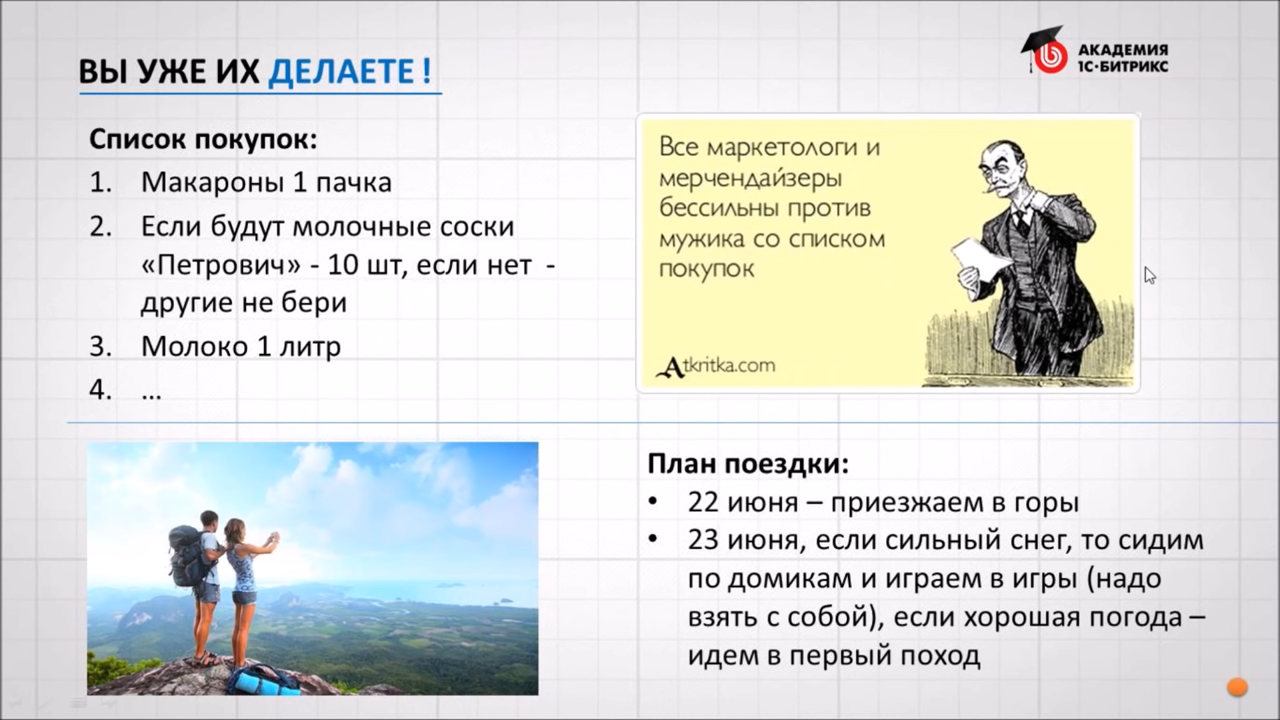 ВЫ УЖЕ ИХ ДЕЛАЕТЕ !
АКАДЕМИЯ
1С·БИТРИКС
Список покупок:
1. Макароны 1 пачка
2. Если будут молочные соски
«Петрович» - 10 шт, если нет -
другие не бери
3. Молоко 1 литр
4. ...
Все маркетологи и
мерчендайзеры
бессильны против
мужика со списком
покупок
Atkritka.com
План поездки:
• 22 июня – приезжаем в горы
• 23 июня, если сильный снег, то сидим
по домикам и играем в игры (надо
взять с собой), если хорошая погода –
идем в первый поход